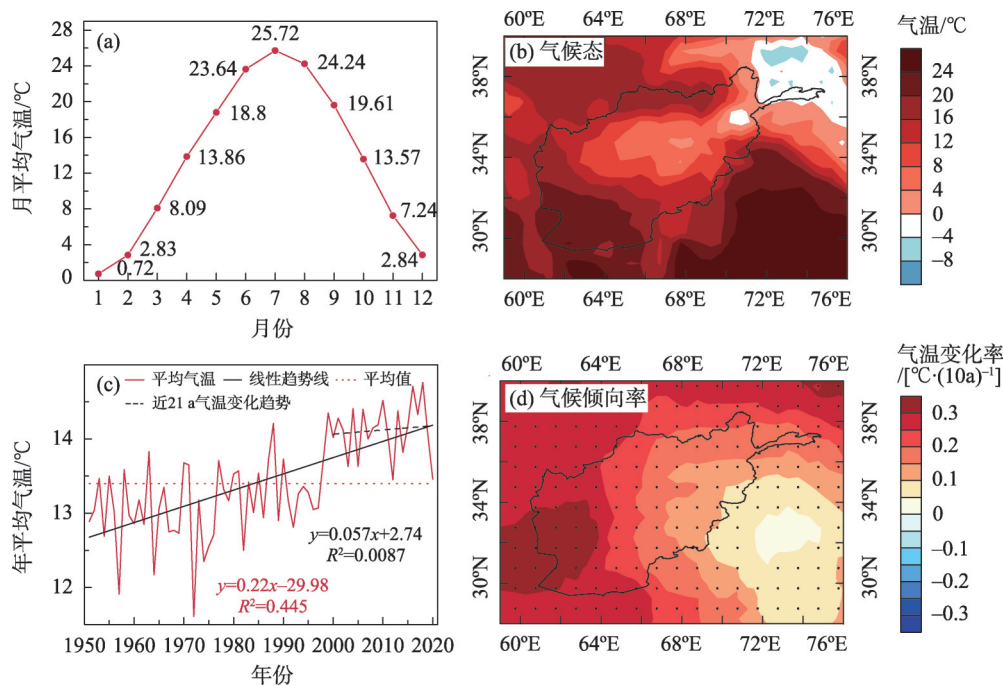 (a)
月平均气温/℃
28
24
20
16
12
8
4
0
0.72
2.83
8.09
13.86
18.8
23.64
25.72
24.24
19.61
13.57
7.24
2.84
1 2 3 4 5 6 7 8 9 10 11 12
月份
60ºE 64ºE 68ºE 72ºE 76ºE
(b) 气候态
38ºN
34ºN
30ºN
38ºN
34ºN
30ºN
60ºE 64ºE 68ºE 72ºE 76ºE
气温/℃
24
20
16
12
8
4
0
–4
–8
(c) 平均气温 线性趋势线 平均值
近21 a气温变化趋势
年平均气温/℃
14
13
12
y=0.057x+2.74
R²=0.0087
y=0.22x–29.98
R²=0.445
1950 1960 1970 1980 1990 2000 2010 2020
年份
60ºE 64ºE 68ºE 72ºE 76ºE
(d) 气候倾向率
38ºN
34ºN
30ºN
38ºN
34ºN
30ºN
60ºE 64ºE 68ºE 72ºE 76ºE
气温变化率
/[℃·(10a)⁻¹]
0.3
0.2
0.1
0
–0.1
–0.2
–0.3